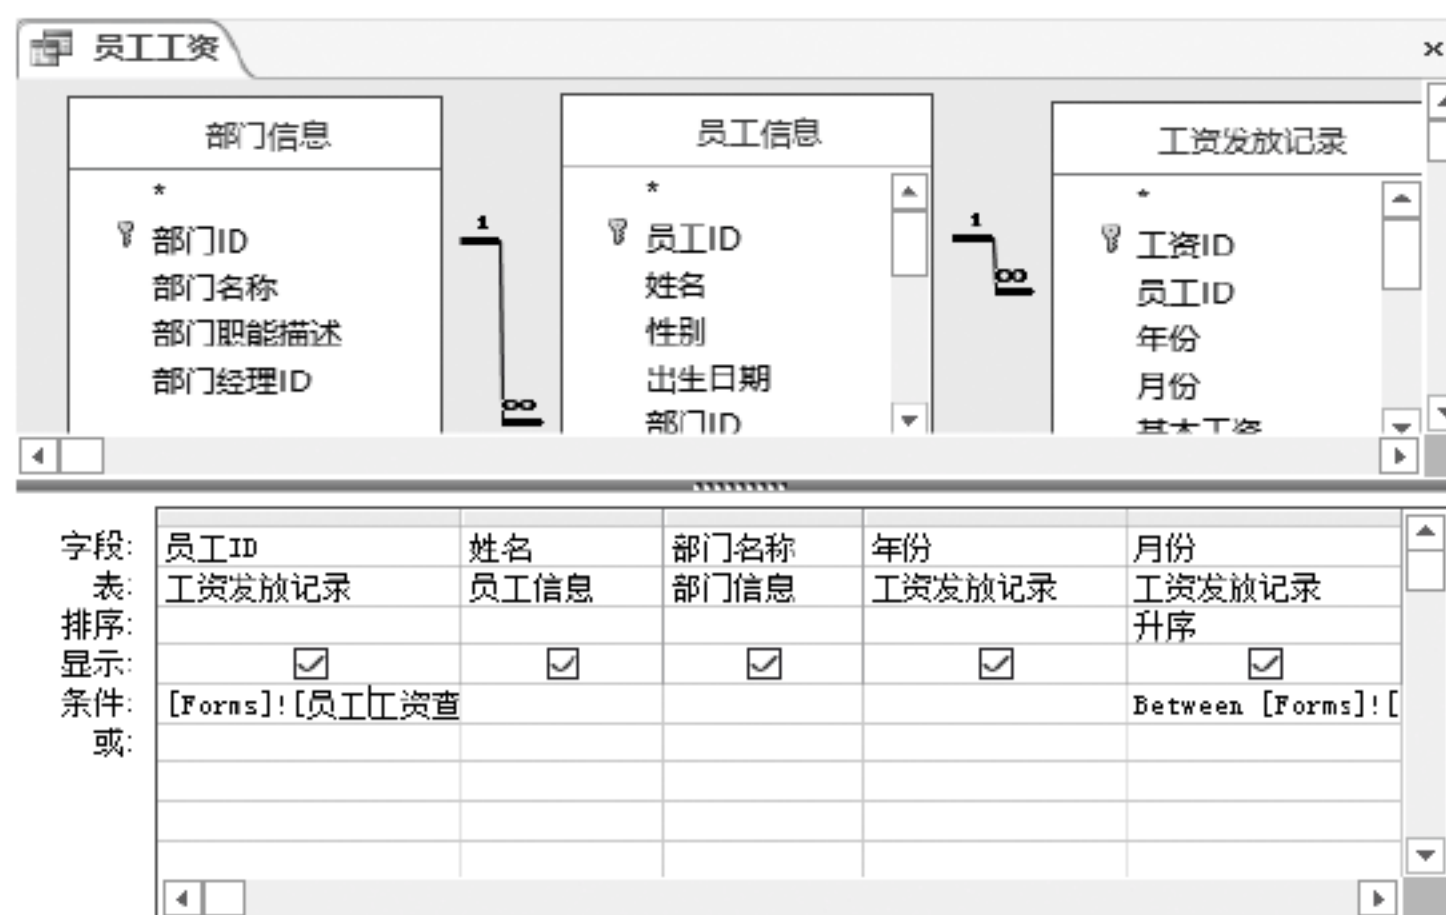 员工工资
部门信息
*
部门ID
部门名称
部门职能描述
部门经理ID
1
∞
员工信息
*
员工ID
姓名
性别
出生日期
部门ID
1
∞
工资发放记录
*
工资ID
员工ID
年份
月份
基本工资
字段: 员工ID 姓名 部门名称 年份 月份
表: 工资发放记录 员工信息 部门信息 工资发放记录 工资发放记录
排序: 升序
显示:
条件: [Forms]![员工工资查 Between [Forms]![
或: